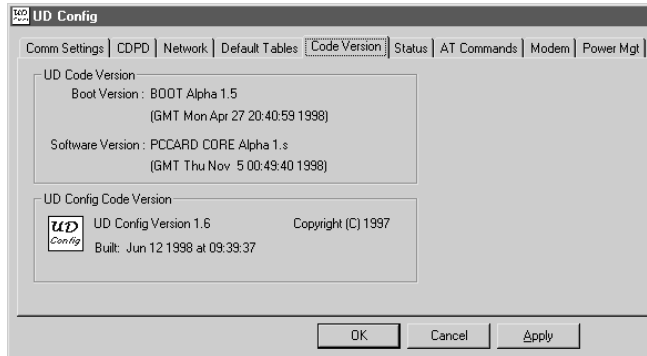 UD Config
Comm Settings CDPD Network Default Tables Code Version Status AT Commands Modem Power Mgt
UD Code Version
Boot Version : BOOT Alpha 1.5
(GMT Mon Apr 27 20:40:59 1998)
Software Version : PCCARD CORE Alpha 1.s
(GMT Thu Nov 5 00:49:40 1998)
UD Config Code Version
UD Config
UD Config Version 1.6 Copyright (C) 1997
Built: Jun 12 1998 at 09:39:37
OK Cancel Apply